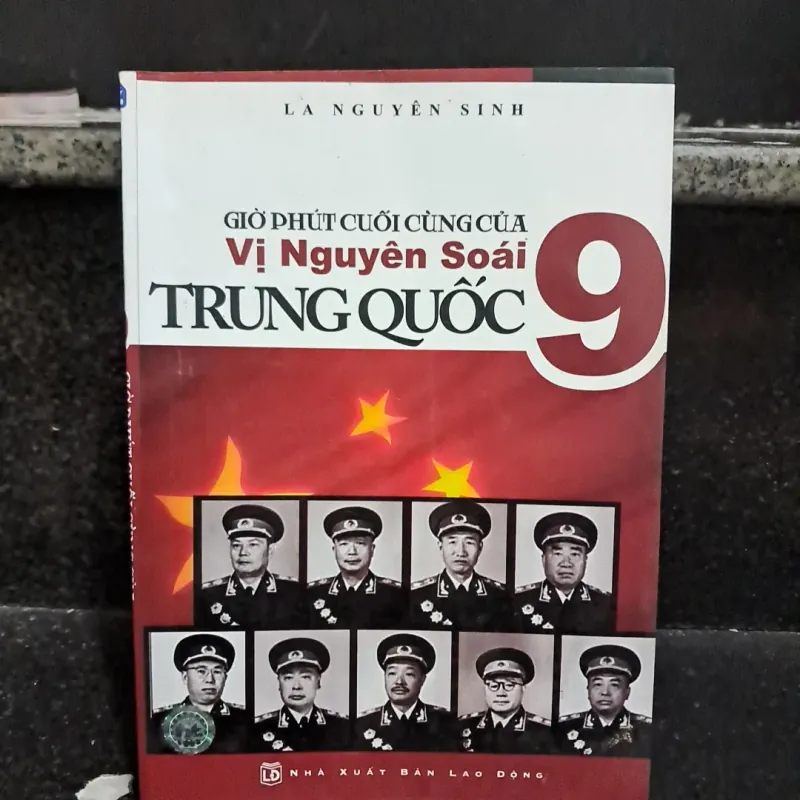 LA NGUYÊN SINH
GIỜ PHÚT CUỐI CÙNG CỦA
Vị Nguyên Soái
TRUNG QUỐC
9
LĐ NHÀ XUẤT BẢN LAO ĐỘNG